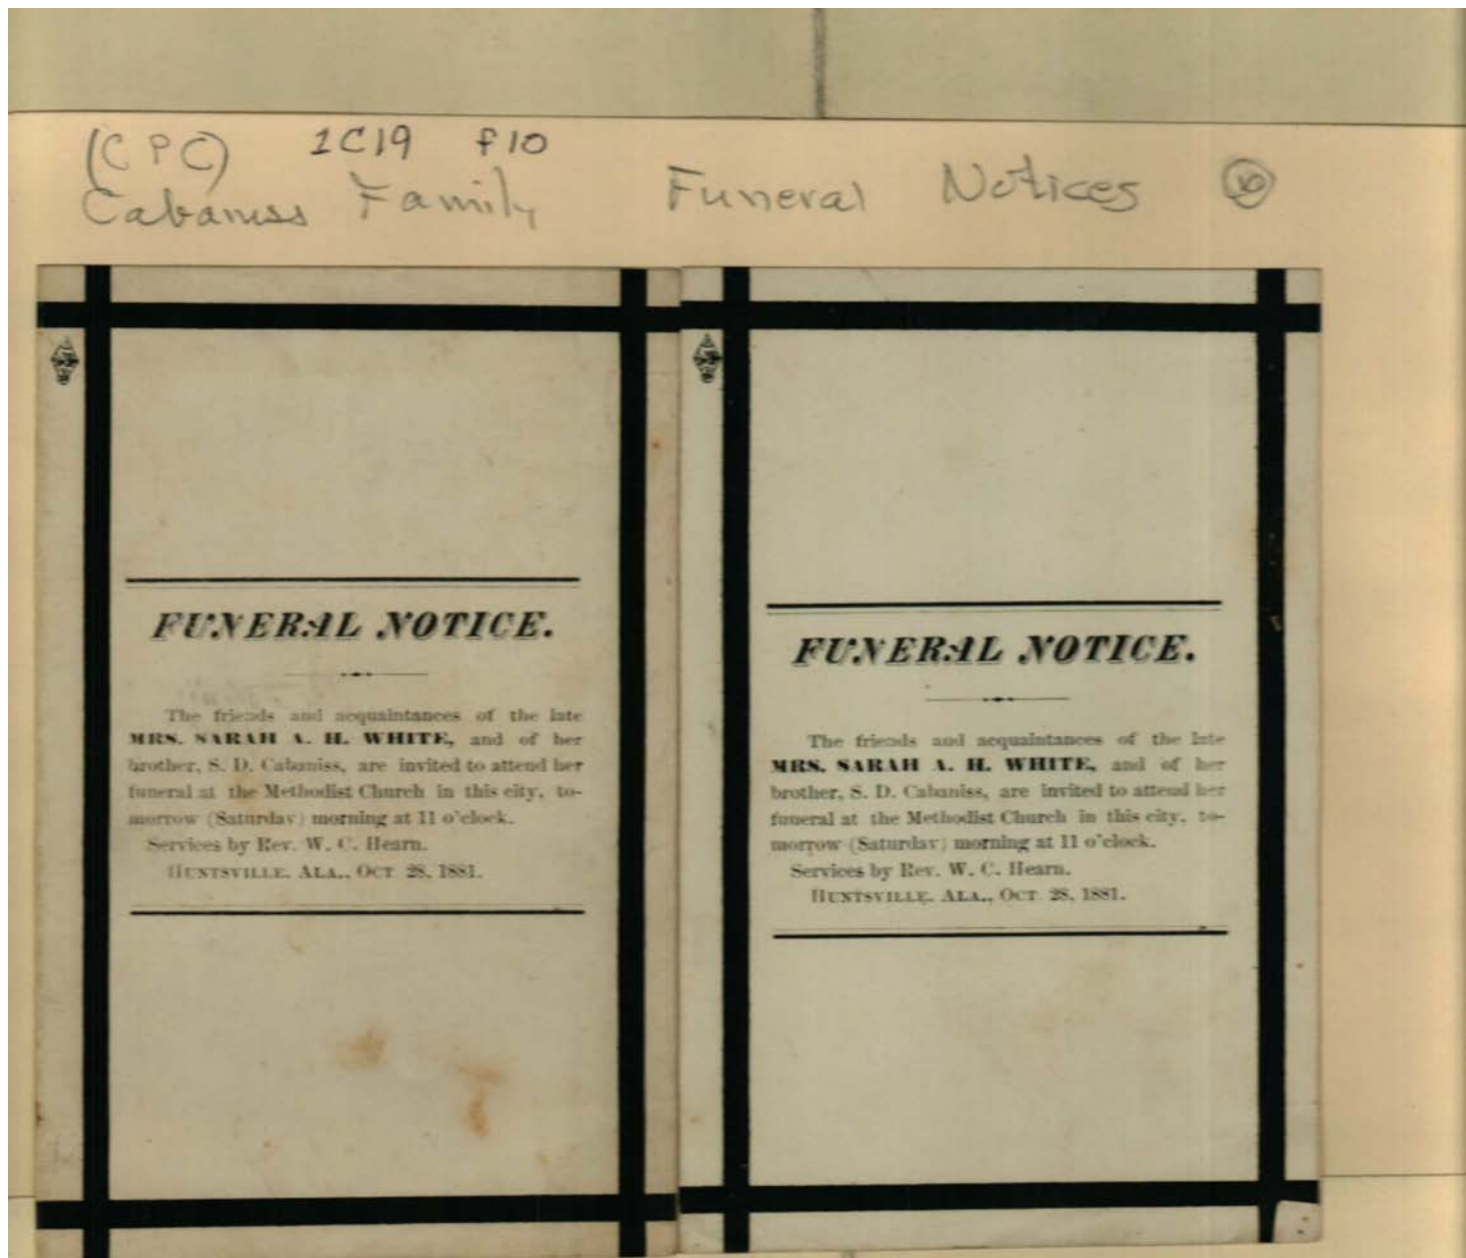 (CPC) 1C19 f10
Cabaniss Family Funeral Notices
FUNERAL NOTICE.
The friends and acquaintances of the late
MRS. SARAH A. H. WHITE, and of her
brother, S. D. Cabaniss, are invited to attend her
funeral at the Methodist Church in this city, to-
morrow (Saturday) morning at 11 o'clock.
Services by Rev. W. C. Hearn.
HUNTSVILLE, ALA., OCT 28, 1881.
FUNERAL NOTICE.
The friends and acquaintances of the late
MRS. SARAH A. H. WHITE, and of her
brother, S. D. Cabaniss, are invited to attend her
funeral at the Methodist Church in this city, to-
morrow (Saturday) morning at 11 o'clock.
Services by Rev. W. C. Hearn.
HUNTSVILLE, ALA., OCT 28, 1881.